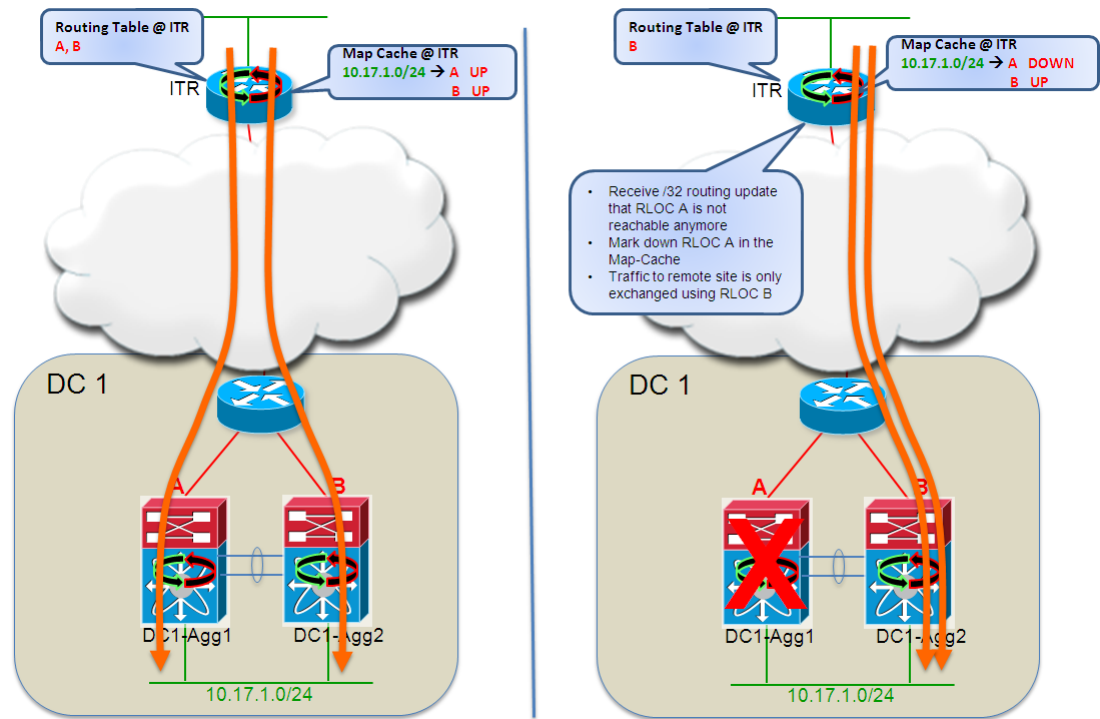 Routing Table @ ITR
A, B
Map Cache @ ITR
10.17.1.0/24 → A UP
B UP
ITR
DC 1
A
B
DC1-Agg1
DC1-Agg2
10.17.1.0/24
Routing Table @ ITR
B
Map Cache @ ITR
10.17.1.0/24 → A DOWN
B UP
ITR
• Receive /32 routing update
that RLOC A is not
reachable anymore
• Mark down RLOC A in the
Map-Cache
• Traffic to remote site is only
exchanged using RLOC B
DC 1
A
B
DC1-Agg1
DC1-Agg2
10.17.1.0/24